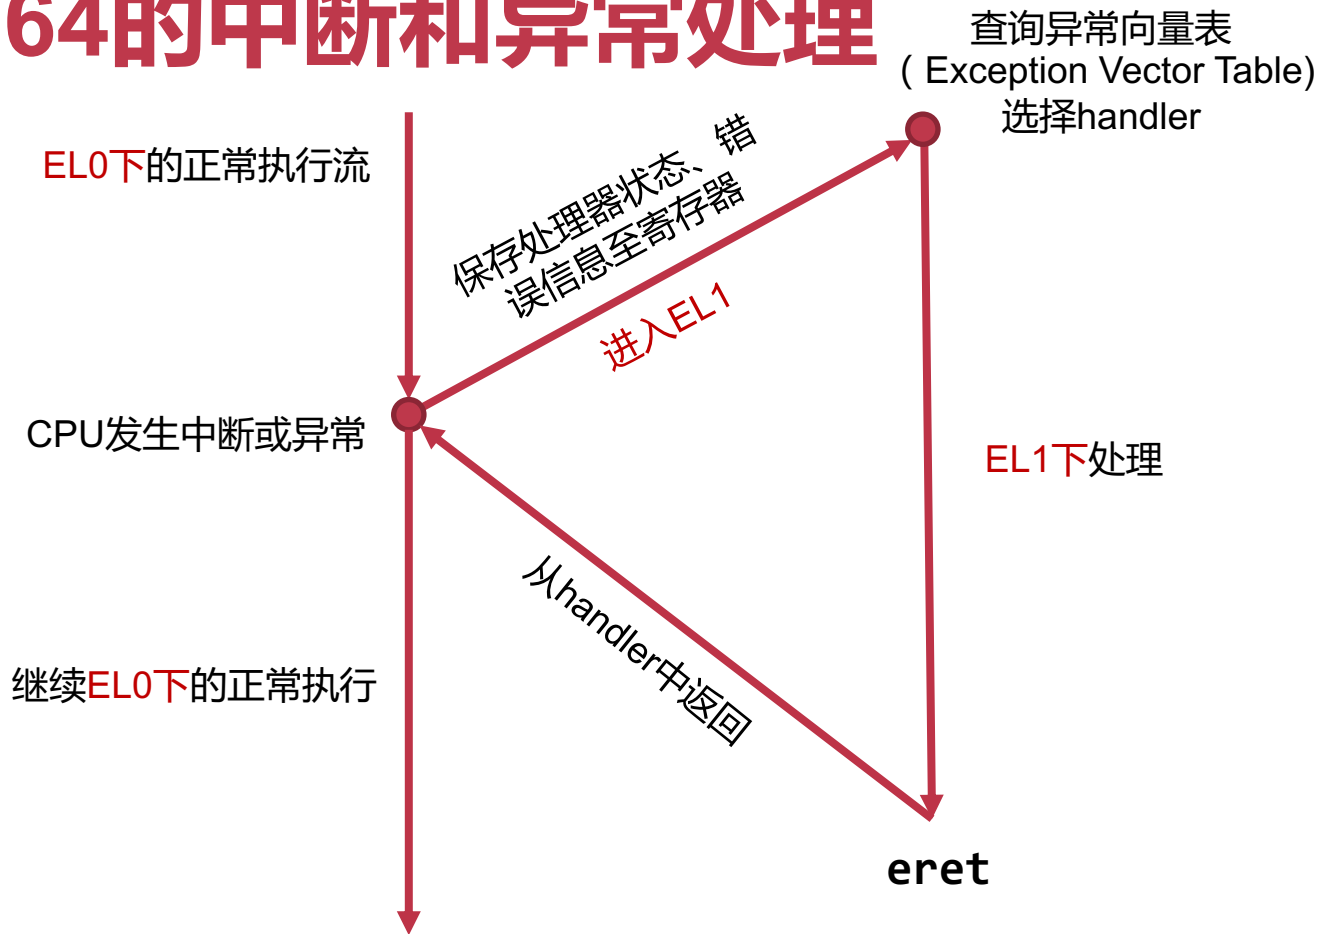 64的中断和异常处理
查询异常向量表
( Exception Vector Table)
选择handler
EL0下的正常执行流
保存处理器状态、错
误信息至寄存器
进入EL1
CPU发生中断或异常
EL1下处理
从handler中返回
继续EL0下的正常执行
eret